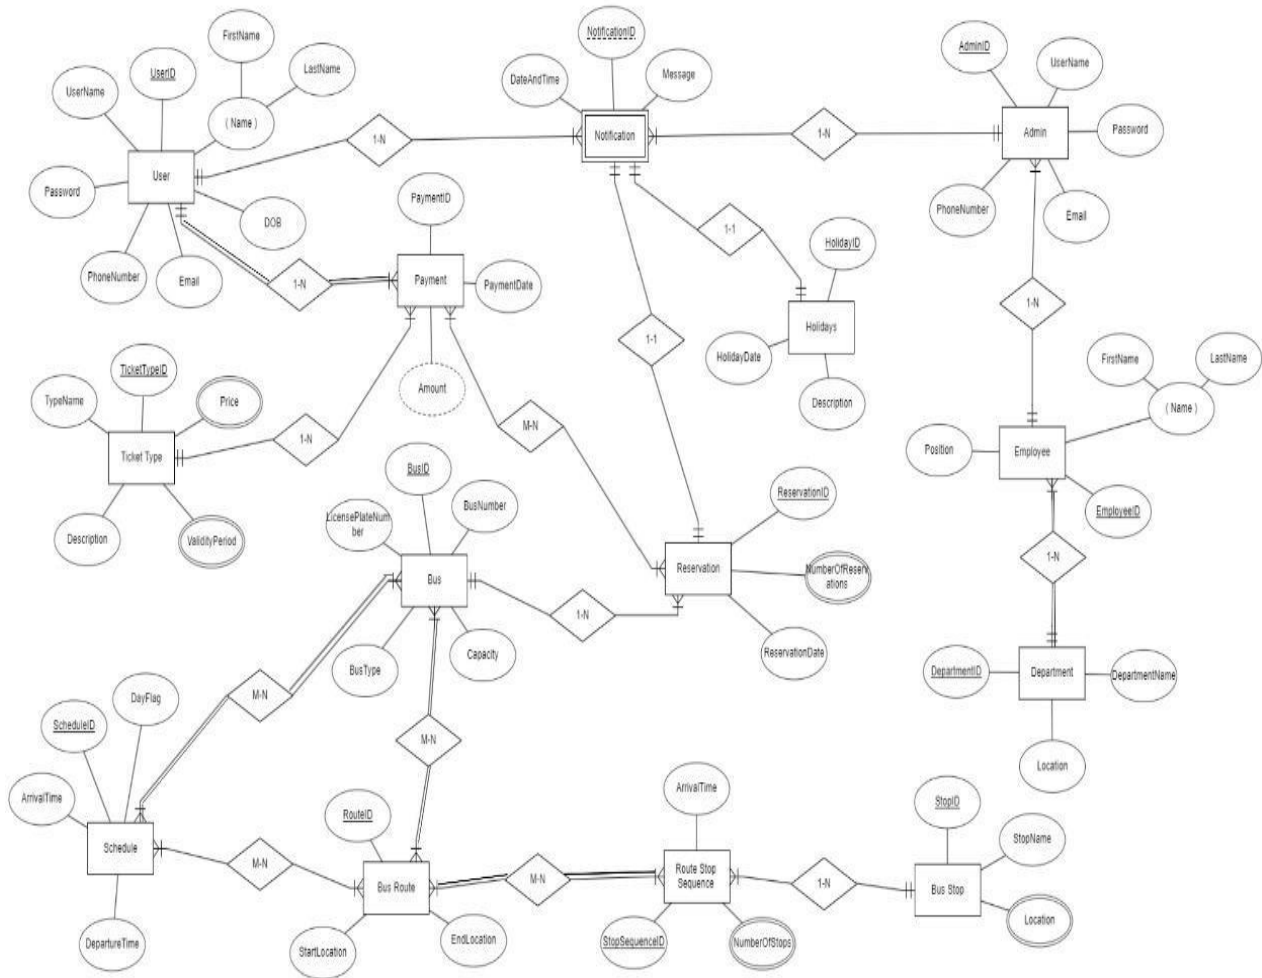 FirstName
NotificationID
UserID
LastName
AdminID
UserName
UserName
DateAndTime
Message
( Name )
1-N
Notification
1-N
Admin
Password
User
Password
PaymentID
DOB
PhoneNumber
Email
1-1
HolidayID
PhoneNumber
Email
1-N
Payment
PaymentDate
1-N
Holidays
1-1
HolidayDate
FirstName
LastName
TicketTypeID
Price
Amount
Description
( Name )
TypeName
M-N
Ticket Type
1-N
Position
Employee
BusID
BusNumber
ReservationID
EmployeeID
LicensePlateNum
ber
Description
ValidityPeriod
Reservation
NumberOfReserv
ations
1-N
Bus
1-N
BusType
Capacity
ReservationDate
DepartmentID
Department
DepartmentName
M-N
DayFlag
ScheduleID
M-N
Location
ArrivalTime
ArrivalTime
RouteID
StopID
StopName
Schedule
M-N
Bus Route
M-N
Route Stop
Sequence
1-N
Bus Stop
Location
DepartureTime
StartLocation
EndLocation
StopSequenceID
NumberOfStops